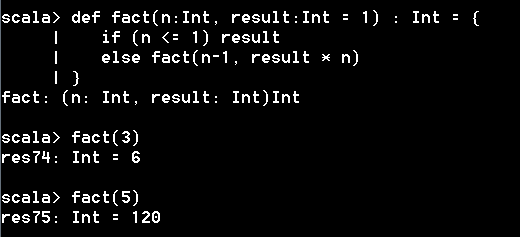 scala> def fact(n:Int, result:Int = 1) : Int = {
     |    if (n <= 1) result
     |    else fact(n-1, result * n)
     | }
fact: (n: Int, result: Int)Int
scala> fact(3)
res74: Int = 6
scala> fact(5)
res75: Int = 120